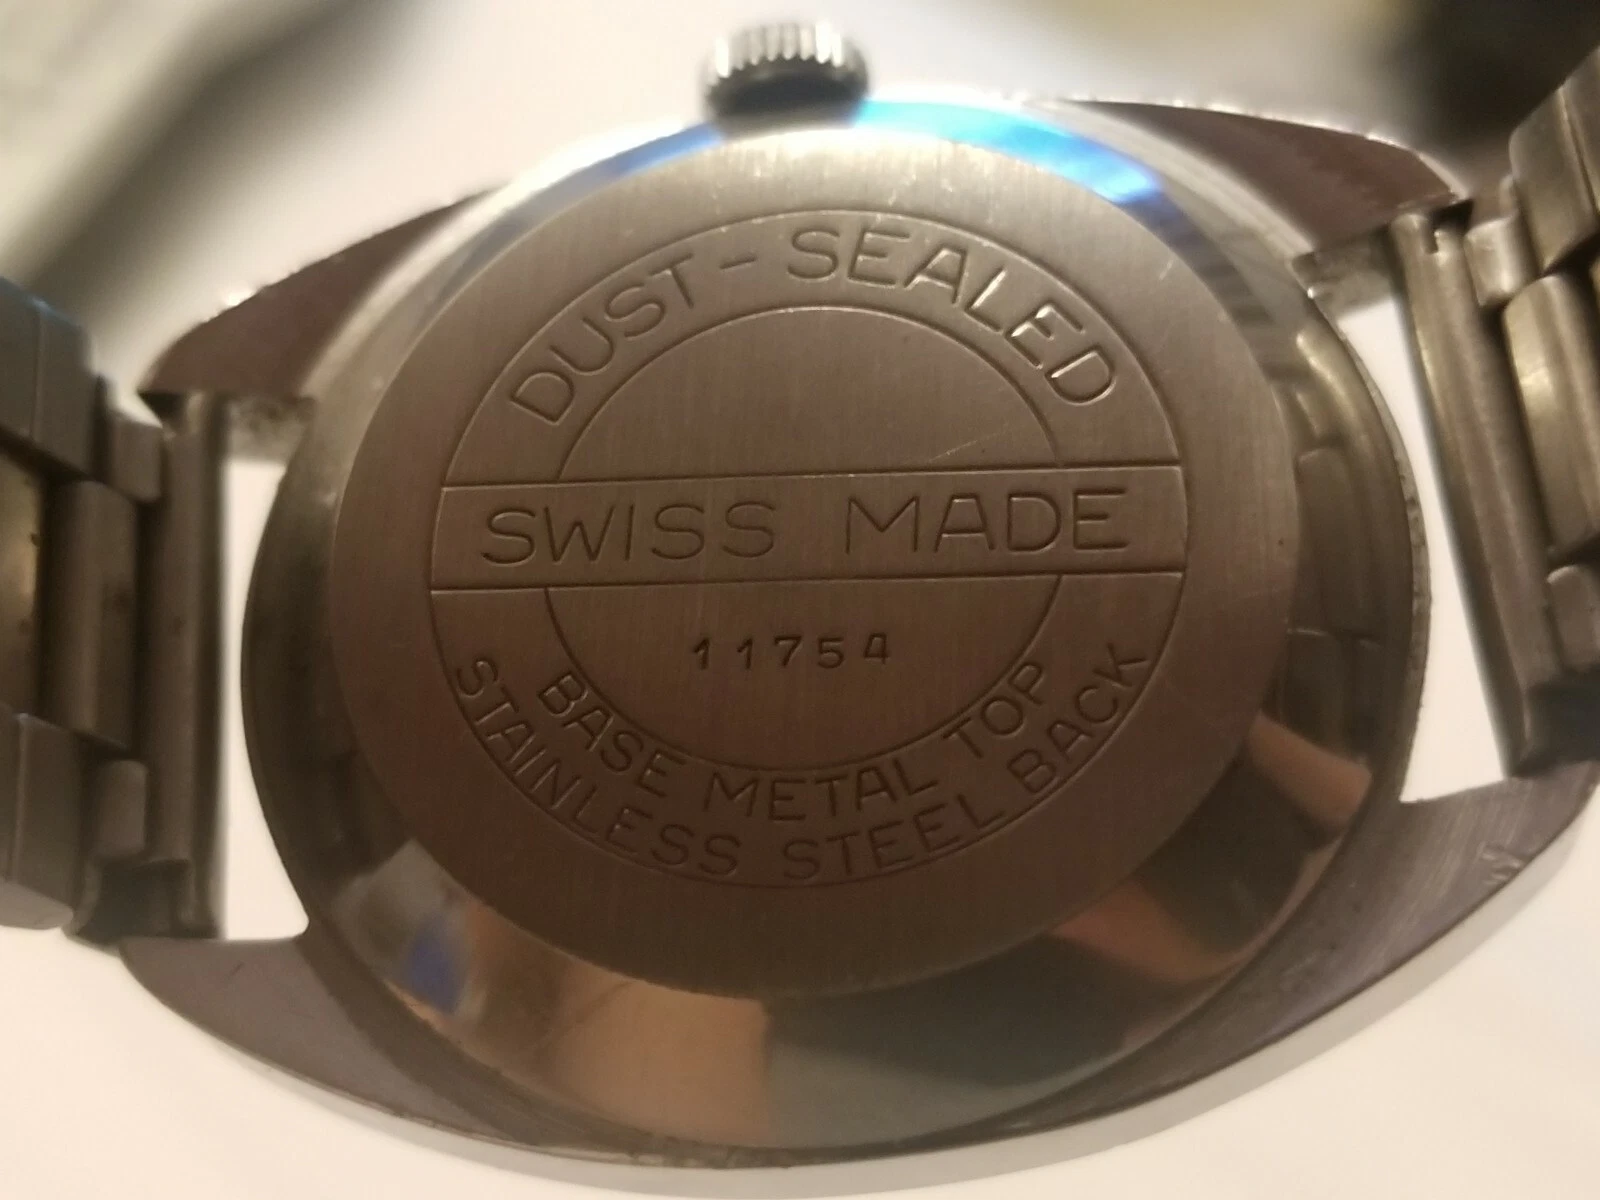 DUST-SEALED
SWISS MADE
11754
BASE METAL TOP
STAINLESS STEEL BACK